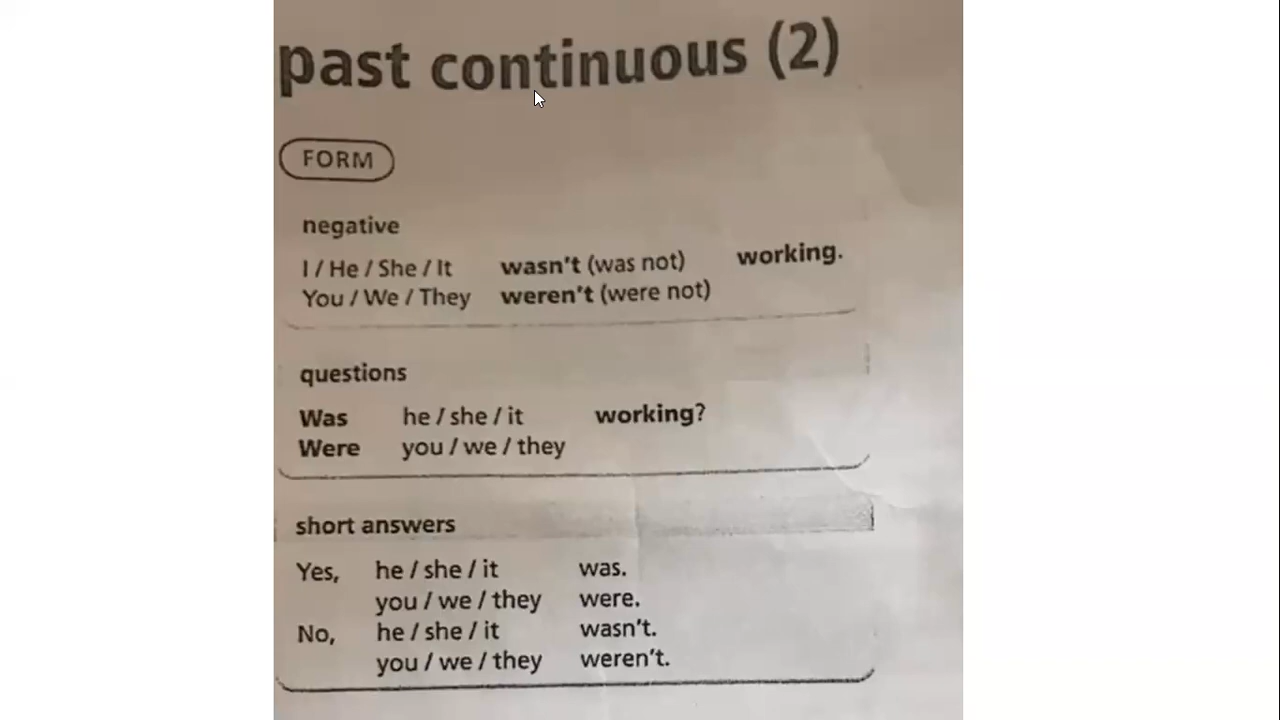 past continuous (2)
FORM
negative
I / He / She / It wasn't (was not) working.
You / We / They weren't (were not)
questions
Was he / she / it working?
Were you / we / they
short answers
Yes, he / she / it was.
you / we / they were.
No, he / she / it wasn't.
you / we / they weren't.